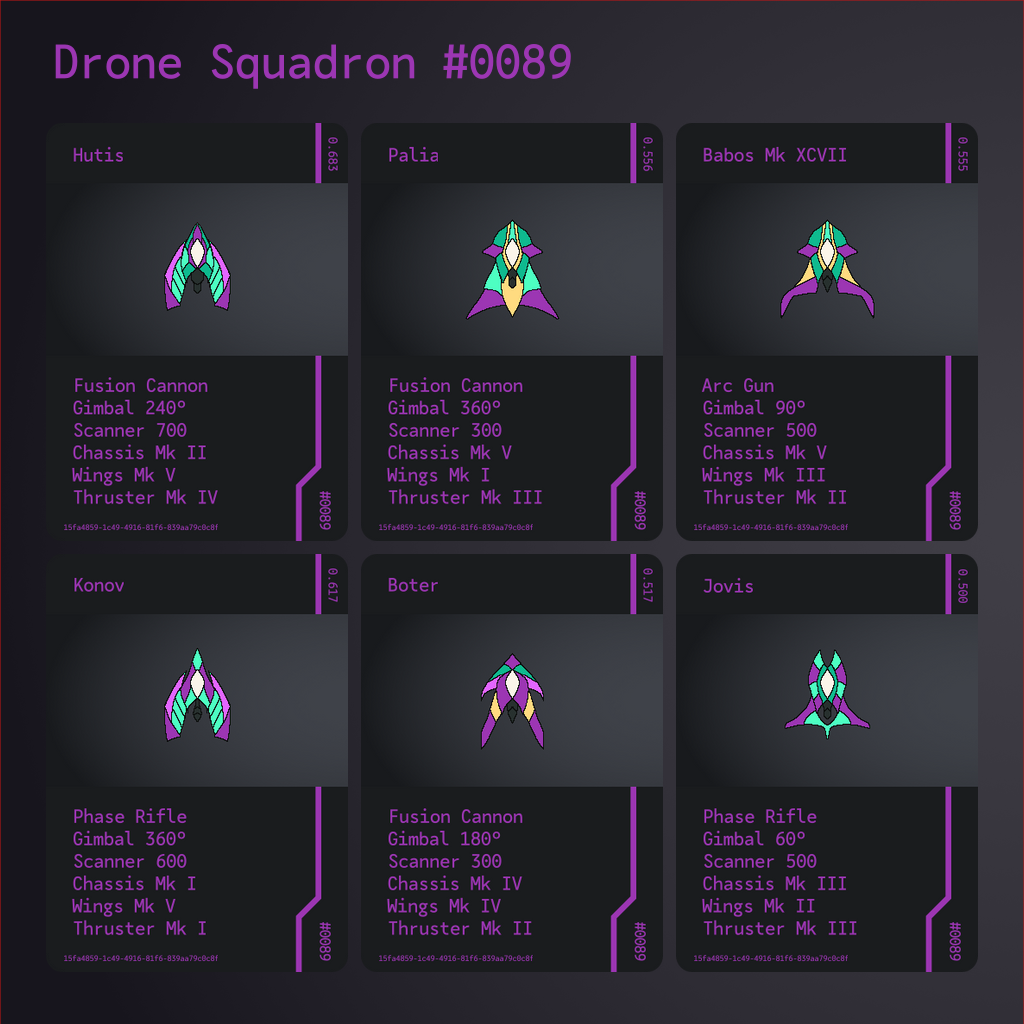 Drone Squadron #0089
Hutis
0.683
Fusion Cannon
Gimbal 240°
Scanner 700
Chassis Mk II
Wings Mk V
Thruster Mk IV
#0089
15fa4859-1c49-4916-81f6-839aa79c0c8f
Palia
0.556
Fusion Cannon
Gimbal 360°
Scanner 300
Chassis Mk V
Wings Mk I
Thruster Mk III
#0089
15fa4859-1c49-4916-81f6-839aa79c0c8f
Babos Mk XCVII
0.555
Arc Gun
Gimbal 90°
Scanner 500
Chassis Mk V
Wings Mk III
Thruster Mk II
#0089
15fa4859-1c49-4916-81f6-839aa79c0c8f
Konov
0.617
Phase Rifle
Gimbal 360°
Scanner 600
Chassis Mk I
Wings Mk V
Thruster Mk I
#0089
15fa4859-1c49-4916-81f6-839aa79c0c8f
Boter
0.517
Fusion Cannon
Gimbal 180°
Scanner 300
Chassis Mk IV
Wings Mk IV
Thruster Mk II
#0089
15fa4859-1c49-4916-81f6-839aa79c0c8f
Jovis
0.500
Phase Rifle
Gimbal 60°
Scanner 500
Chassis Mk III
Wings Mk II
Thruster Mk III
#0089
15fa4859-1c49-4916-81f6-839aa79c0c8f